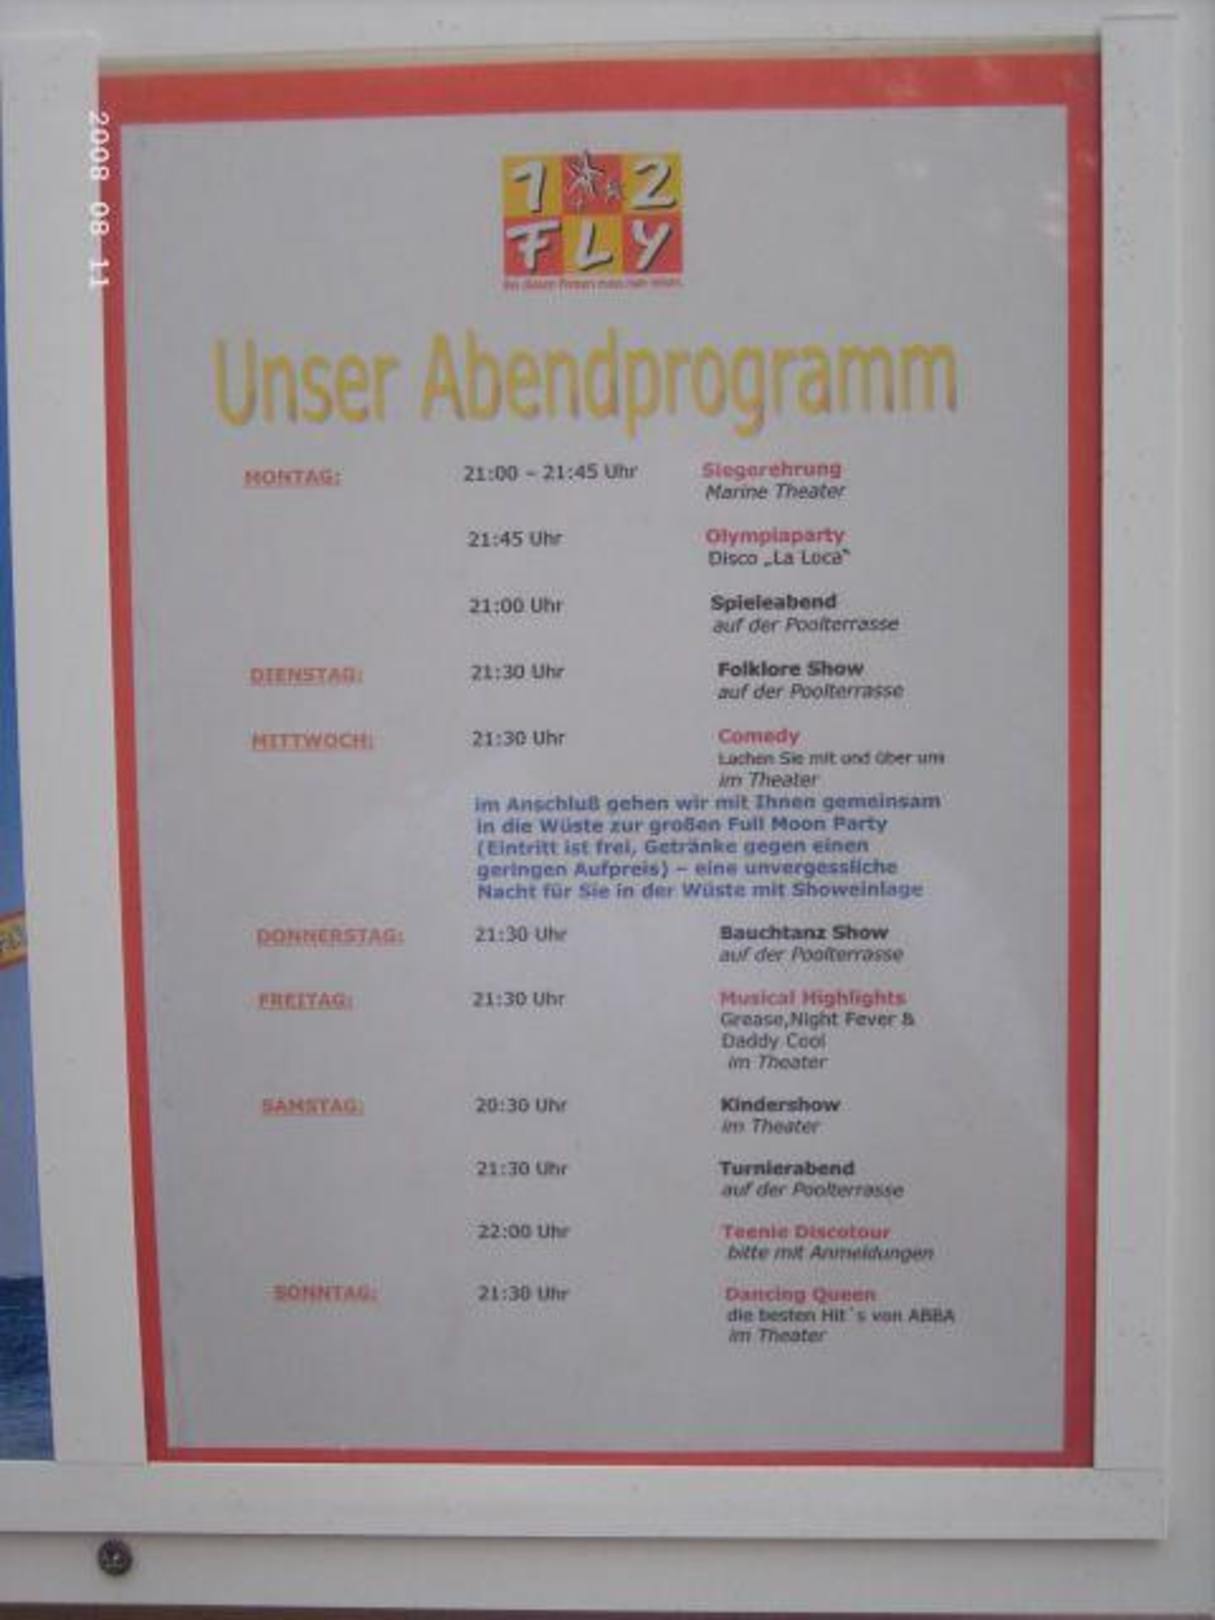 2008 08 11
1 2
FLY
Unser Abendprogramm
MONTAG: 21:00 – 21:45 Uhr Siegerehrung
Marine Theater
21:45 Uhr Olympiaparty
Disco „La Loca“
21:00 Uhr Spieleabend
auf der Poolterrasse
DIENSTAG: 21:30 Uhr Folklore Show
auf der Poolterrasse
MITTWOCH: 21:30 Uhr Comedy
Lachen Sie mit und über uns
im Theater
im Anschluß gehen wir mit Ihnen gemeinsam
in die Wüste zur großen Full Moon Party
(Eintritt ist frei, Getränke gegen einen
geringen Aufpreis) – eine unvergessliche
Nacht für Sie in der Wüste mit Showeinlage
DONNERSTAG: 21:30 Uhr Bauchtanz Show
auf der Poolterrasse
FREITAG: 21:30 Uhr Musical Highlights
Grease,Night Fever &
Daddy Cool
im Theater
SAMSTAG: 20:30 Uhr Kindershow
im Theater
21:30 Uhr Turnierabend
auf der Poolterrasse
22:00 Uhr Teenie Discotour
bitte mit Anmeldungen
SONNTAG: 21:30 Uhr Dancing Queen
die besten Hit´s von ABBA
im Theater